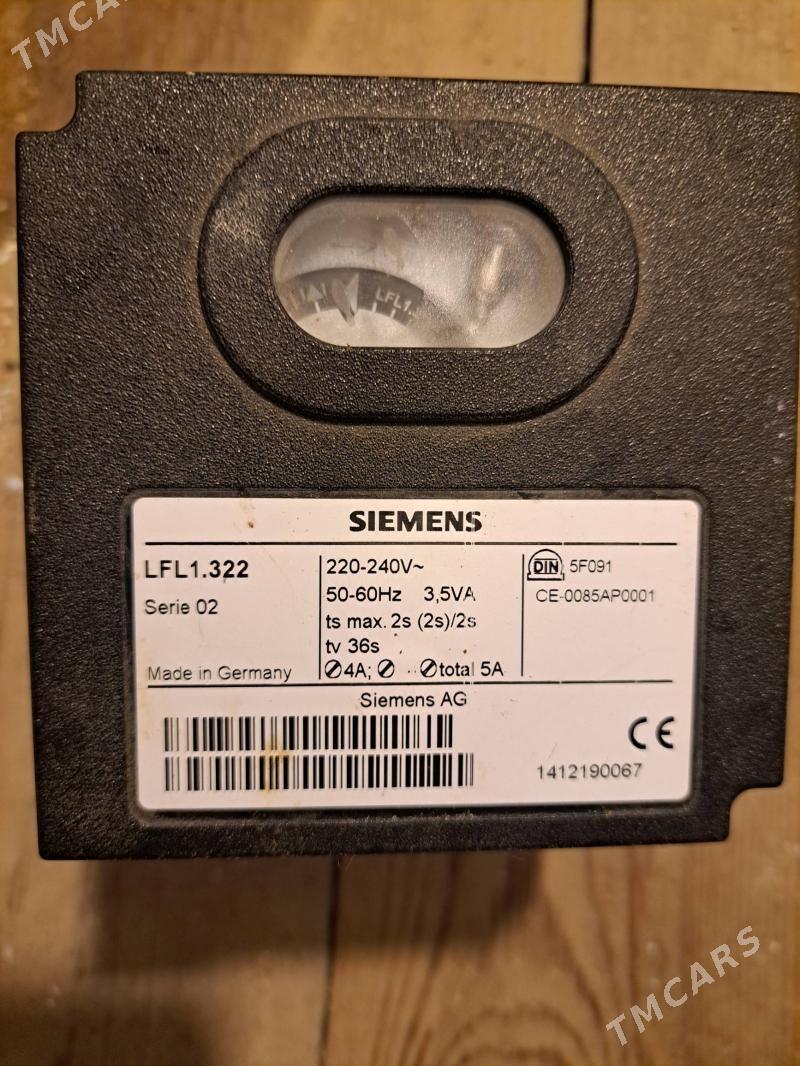 TMCARS
LFL1.
SIEMENS
LFL1.322
Serie 02
Made in Germany
220-240V~
50-60Hz 3,5VA
ts max. 2s (2s)/2s
tv 36s
⊘4A; ⊘ ..⊘total 5A
DIN 5F091
CE-0085AP0001
Siemens AG
CE
1412190067
TMCARS